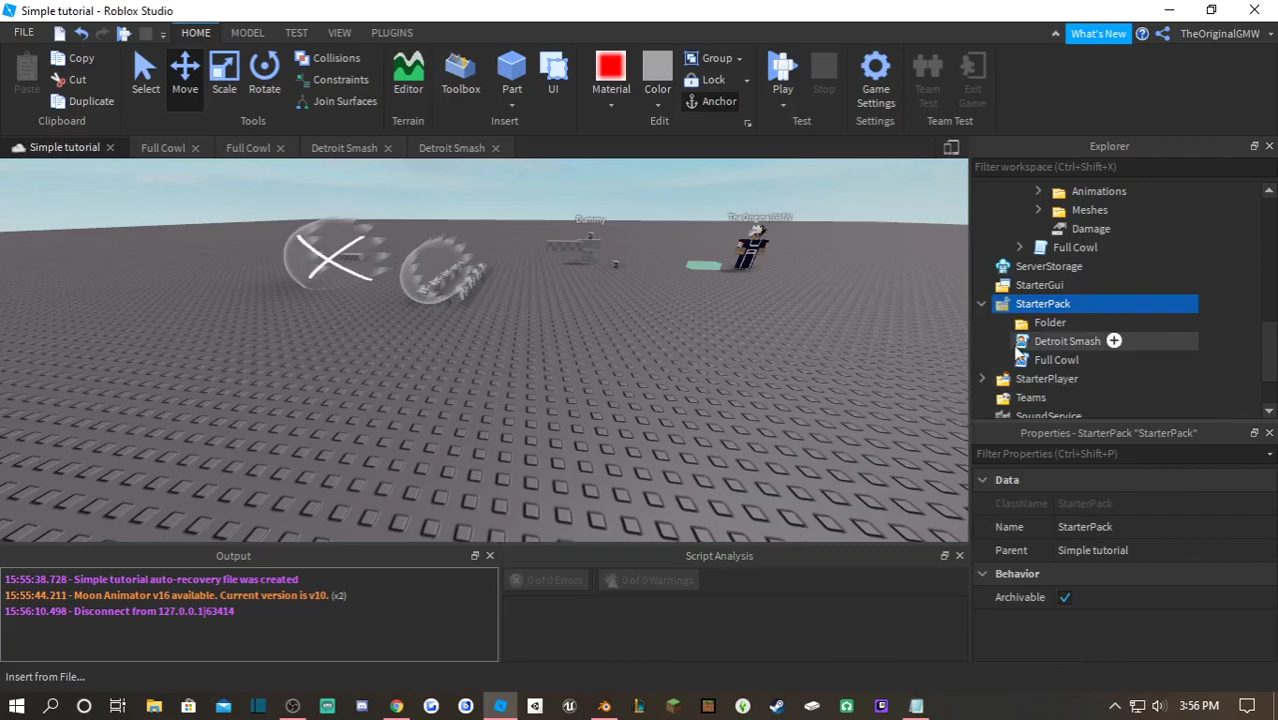 Simple tutorial - Roblox Studio
FILE HOME MODEL TEST VIEW PLUGINS What's New TheOriginalGMW
Paste Copy Cut Duplicate Clipboard
Select Move Scale Rotate Collisions Constraints Join Surfaces Tools
Editor Terrain
Toolbox Part UI Insert
Material Color Group Lock Anchor Edit
Play Stop Test
Game Settings Settings
Team Test Exit Game Team Test
Simple tutorial Full Cowl Full Cowl Detroit Smash Detroit Smash
Dummy
TheOriginalGMW
Explorer
Filter workspace (Ctrl+Shift+X)
Animations
Meshes
Damage
Full Cowl
ServerStorage
StarterGui
StarterPack
Folder
Detroit Smash
Full Cowl
StarterPlayer
Teams
SoundService
Properties - StarterPack "StarterPack"
Filter Properties (Ctrl+Shift+P)
Data
ClassName StarterPack
Name StarterPack
Parent Simple tutorial
Behavior
Archivable
Output
15:55:38.728 - Simple tutorial auto-recovery file was created
15:55:44.211 - Moon Animator v16 available. Current version is v10. (x2)
15:56:10.498 - Disconnect from 127.0.0.1|63414
Script Analysis
0 of 0 Errors 0 of 0 Warnings
Insert from File...
3:56 PM